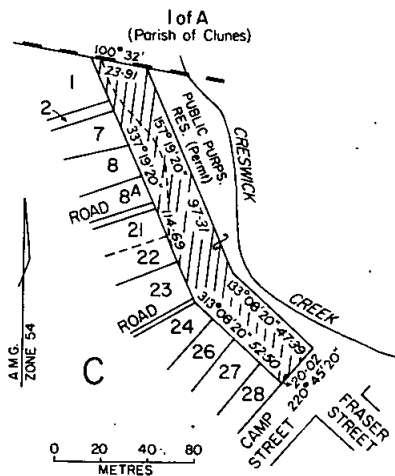 1 of A
(Parish of Clunes)
100° 32'
23·91
1
2
7
8
8A
ROAD
21
22
23
ROAD
24
26
27
28
337° 19' 20"
114·69
157° 19' 20"
97·31
PUBLIC PURPS.
RES. (Permt)
CRESWICK
CREEK
133° 08' 20" 47·39
313° 08' 20" 52·50
20·02
220° 45' 20"
CAMP
STREET
FRASER
STREET
C
A.M.G.
ZONE 54
0 20 40 80
METRES